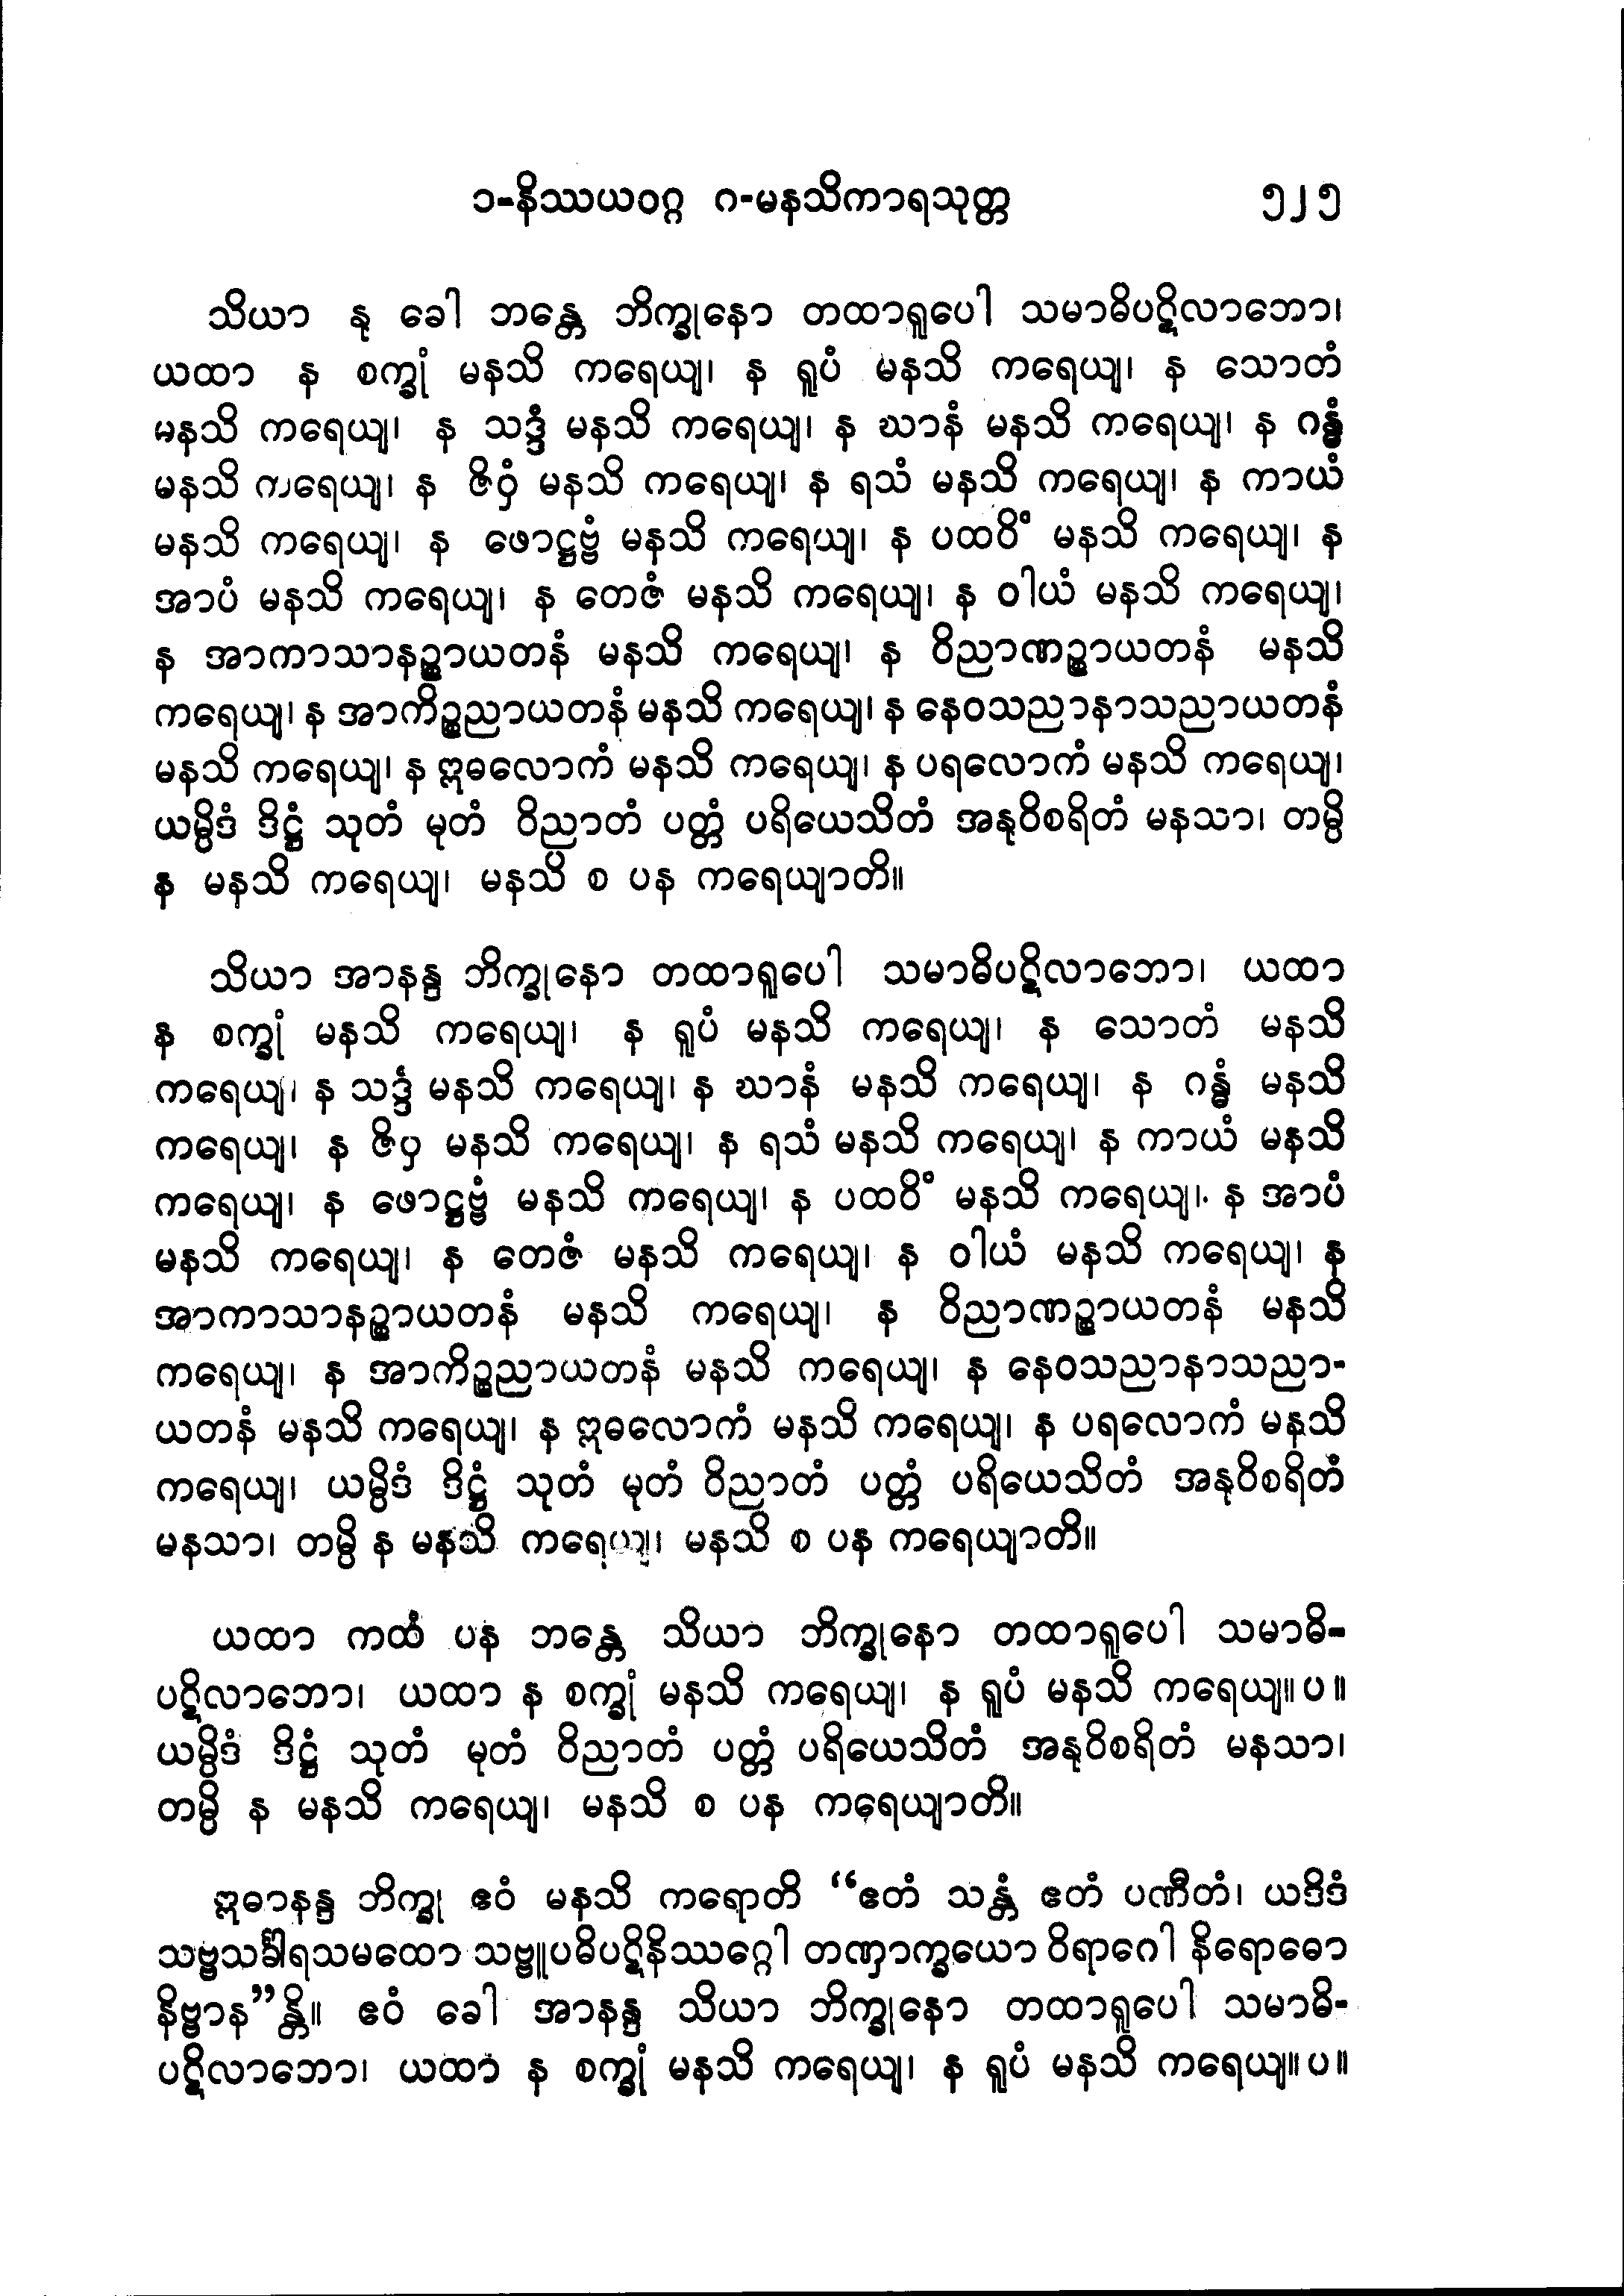 ၁-နိဿယဝဂ္ဂ ဂ-မနသိကာရသုတ္တ ၅၂၅
သိယာ နု ခေါ ဘန္တေ ဘိက္ခုနော တထာရူပေါ သမာဓိပဋိလာဘော၊
ယထာ န စက္ခုံ မနသိ ကရေယျ၊ န ရူပံ မနသိ ကရေယျ၊ န သောတံ
မနသိ ကရေယျ၊ န သဒ္ဒံ မနသိ ကရေယျ၊ န ဃာနံ မနသိ ကရေယျ၊ န ဂန္ဓံ
မနသိ ကရေယျ၊ န ဇိဝှံ မနသိ ကရေယျ၊ န ရသံ မနသိ ကရေယျ၊ န ကာယံ
မနသိ ကရေယျ၊ န ဖောဋ္ဌဗ္ဗံ မနသိ ကရေယျ၊ န ပထဝိံ မနသိ ကရေယျ၊ န
အာပံ မနသိ ကရေယျ၊ န တေဇံ မနသိ ကရေယျ၊ န ဝါယံ မနသိ ကရေယျ၊
န အာကာသာနဉ္စာယတနံ မနသိ ကရေယျ၊ န ဝိညာဏဉ္စာယတနံ မနသိ
ကရေယျ၊ န အာကိဉ္စညာယတနံ မနသိ ကရေယျ၊ န နေဝသညာနာသညာယတနံ
မနသိ ကရေယျ၊ န ဣဓလောကံ မနသိ ကရေယျ၊ န ပရလောကံ မနသိ ကရေယျ၊
ယမ္ပိဒံ ဒိဋ္ဌံ သုတံ မုတံ ဝိညာတံ ပတ္တံ ပရိယေသိတံ အနုဝိစရိတံ မနသာ၊ တမ္ပိ
န မနသိ ကရေယျ၊ မနသိ စ ပန ကရေယျာတိ။
သိယာ အာနန္ဒ ဘိက္ခုနော တထာရူပေါ သမာဓိပဋိလာဘော၊ ယထာ
န စက္ခုံ မနသိ ကရေယျ၊ န ရူပံ မနသိ ကရေယျ၊ န သောတံ မနသိ
ကရေယျ၊ န သဒ္ဒံ မနသိ ကရေယျ၊ န ဃာနံ မနသိ ကရေယျ၊ န ဂန္ဓံ မနသိ
ကရေယျ၊ န ဇိဝှ မနသိ ကရေယျ၊ န ရသံ မနသိ ကရေယျ၊ န ကာယံ မနသိ
ကရေယျ၊ န ဖောဋ္ဌဗ္ဗံ မနသိ ကရေယျ၊ န ပထဝိံ မနသိ ကရေယျ၊ န အာပံ
မနသိ ကရေယျ၊ န တေဇံ မနသိ ကရေယျ၊ န ဝါယံ မနသိ ကရေယျ၊ န
အာကာသာနဉ္စာယတနံ မနသိ ကရေယျ၊ န ဝိညာဏဉ္စာယတနံ မနသိ
ကရေယျ၊ န အာကိဉ္စညာယတနံ မနသိ ကရေယျ၊ န နေဝသညာနာသညာ-
ယတနံ မနသိ ကရေယျ၊ န ဣဓလောကံ မနသိ ကရေယျ၊ န ပရလောကံ မနသိ
ကရေယျ၊ ယမ္ပိဒံ ဒိဋ္ဌံ သုတံ မုတံ ဝိညာတံ ပတ္တံ ပရိယေသိတံ အနုဝိစရိတံ
မနသာ၊ တမ္ပိ န မနသိ ကရေယျ၊ မနသိ စ ပန ကရေယျာတိ။
ယထာ ကထံ ပန ဘန္တေ သိယာ ဘိက္ခုနော တထာရူပေါ သမာဓိ-
ပဋိလာဘော၊ ယထာ န စက္ခုံ မနသိ ကရေယျ၊ န ရူပံ မနသိ ကရေယျ။ပ။
ယမ္ပိဒံ ဒိဋ္ဌံ သုတံ မုတံ ဝိညာတံ ပတ္တံ ပရိယေသိတံ အနုဝိစရိတံ မနသာ၊
တမ္ပိ န မနသိ ကရေယျ၊ မနသိ စ ပန ကရေယျာတိ။
ဣဓာနန္ဒ ဘိက္ခု ဧဝံ မနသိ ကရောတိ “ဧတံ သန္တံ ဧတံ ပဏီတံ၊ ယဒိဒံ
သဗ္ဗသင်္ခါရသမထော သဗ္ဗူပဓိပဋိနိဿဂ္ဂေါ တဏှာက္ခယော ဝိရာဂေါ နိရောဓော
နိဗ္ဗာန”န္တိ။ ဧဝံ ခေါ အာနန္ဒ သိယာ ဘိက္ခုနော တထာရူပေါ သမာဓိ-
ပဋိလာဘော၊ ယထာ န စက္ခုံ မနသိ ကရေယျ၊ န ရူပံ မနသိ ကရေယျ။ပ။